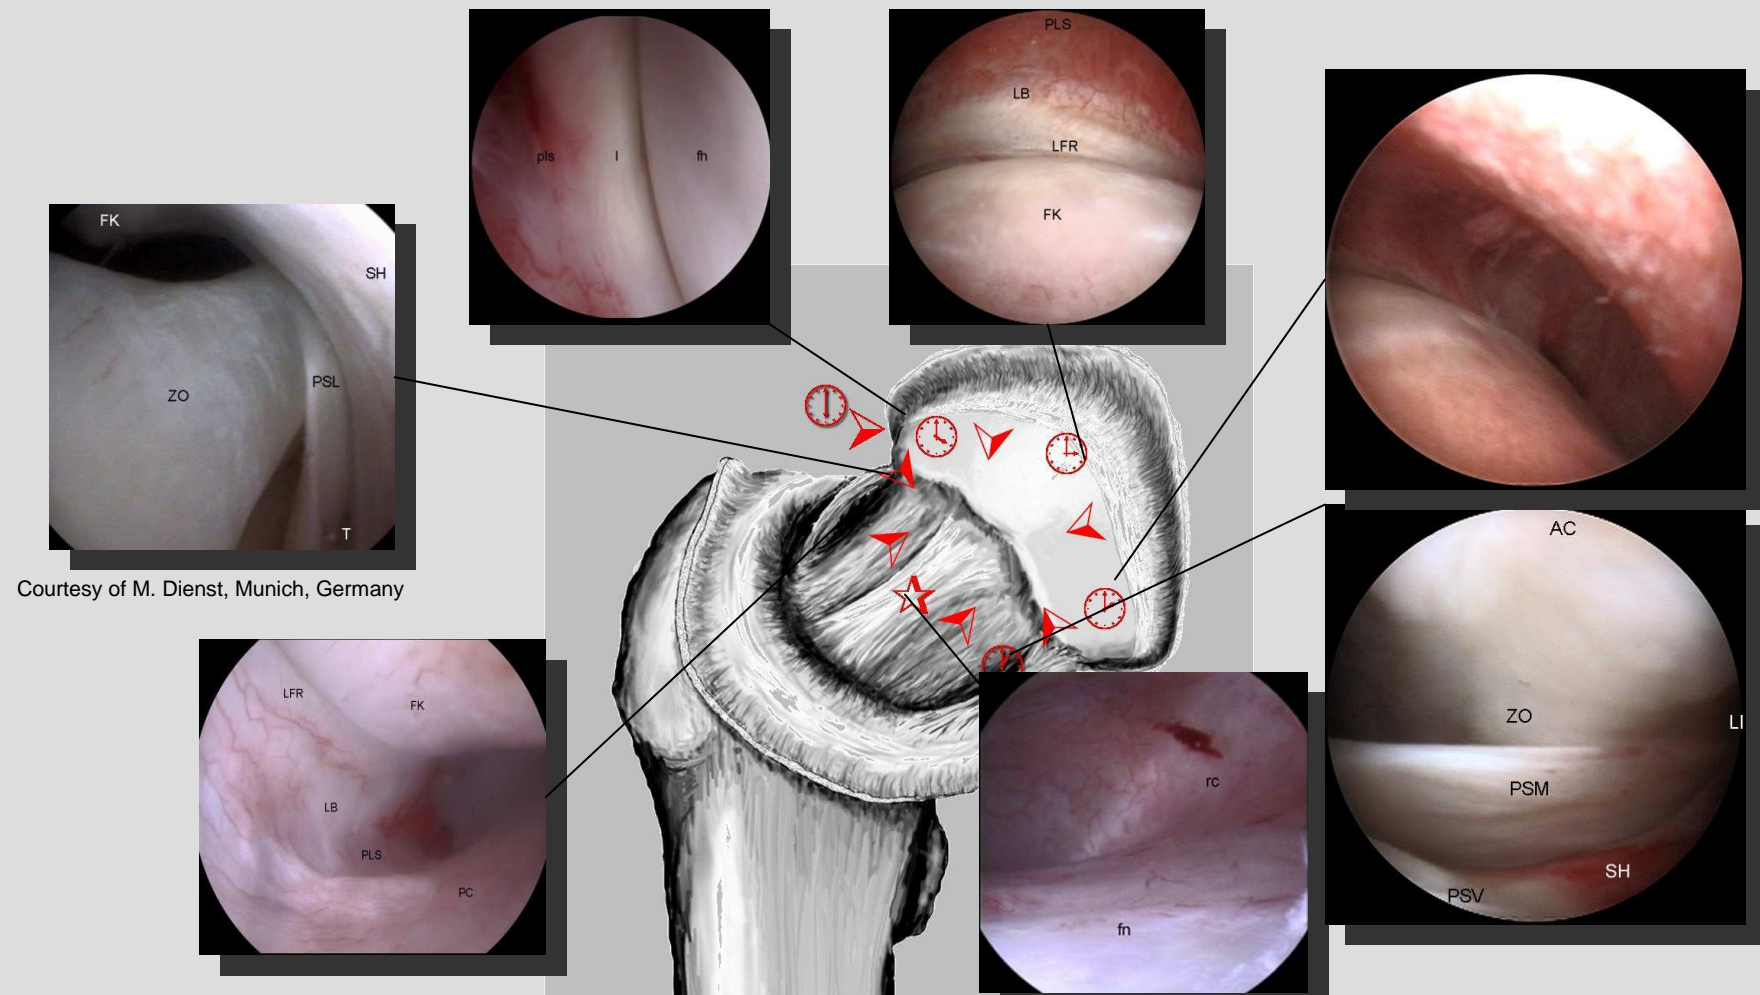 pls
l
fh
PLS
LB
LFR
FK
FK
SH
ZO
PSL
T
Courtesy of M. Dienst, Munich, Germany
LFR
FK
LB
PLS
PC
rc
fn
AC
ZO
LI
PSM
SH
PSV